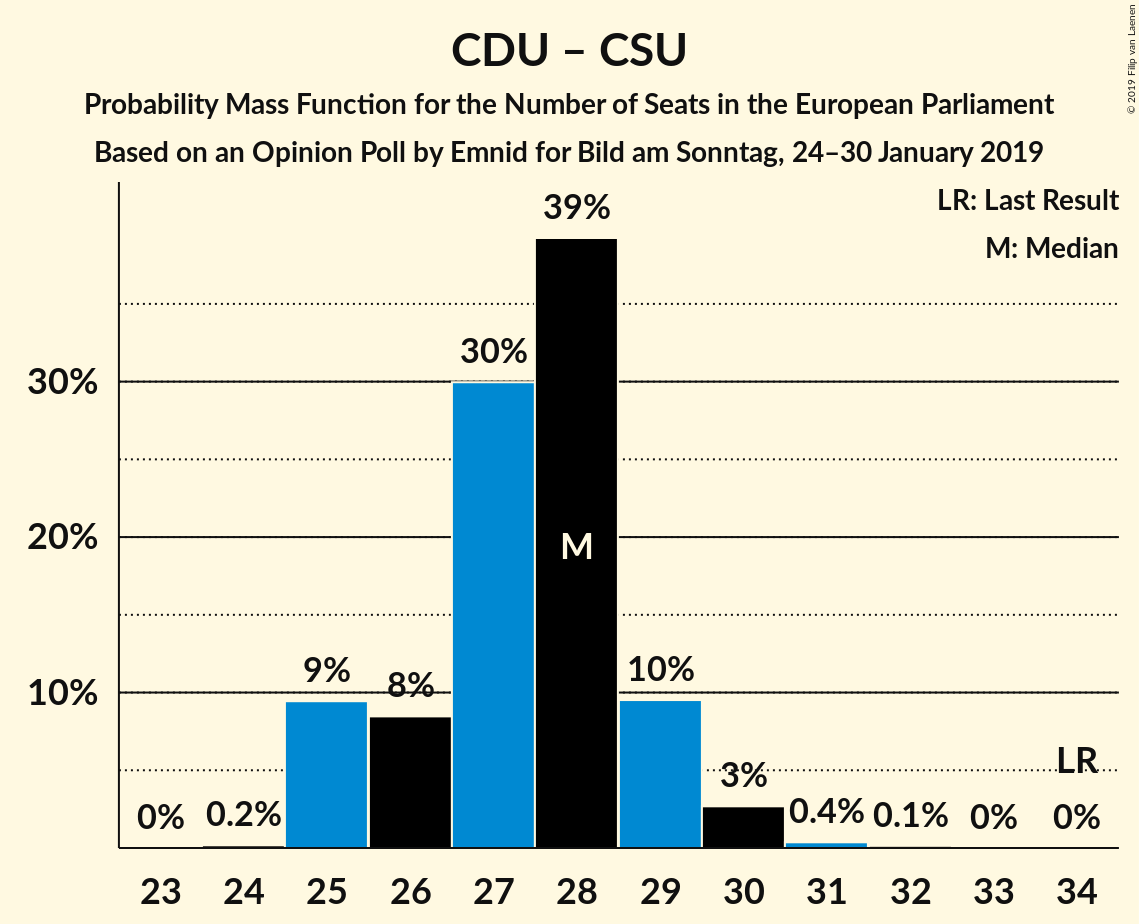 CDU – CSU
Probability Mass Function for the Number of Seats in the European Parliament
Based on an Opinion Poll by Emnid for Bild am Sonntag, 24–30 January 2019
© 2019 Filip van Laenen
LR: Last Result
M: Median
39%
30%
30%
20%
M
9%
8%
10%
10%
LR
3%
0%
0.2%
0.4%
0.1%
0%
0%
23 24 25 26 27 28 29 30 31 32 33 34